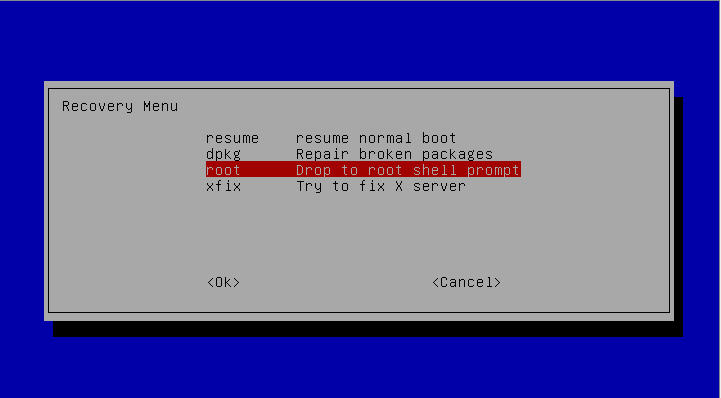 Recovery Menu
resume resume normal boot
dpkg Repair broken packages
root Drop to root shell prompt
xfix Try to fix X server
<Ok> <Cancel>